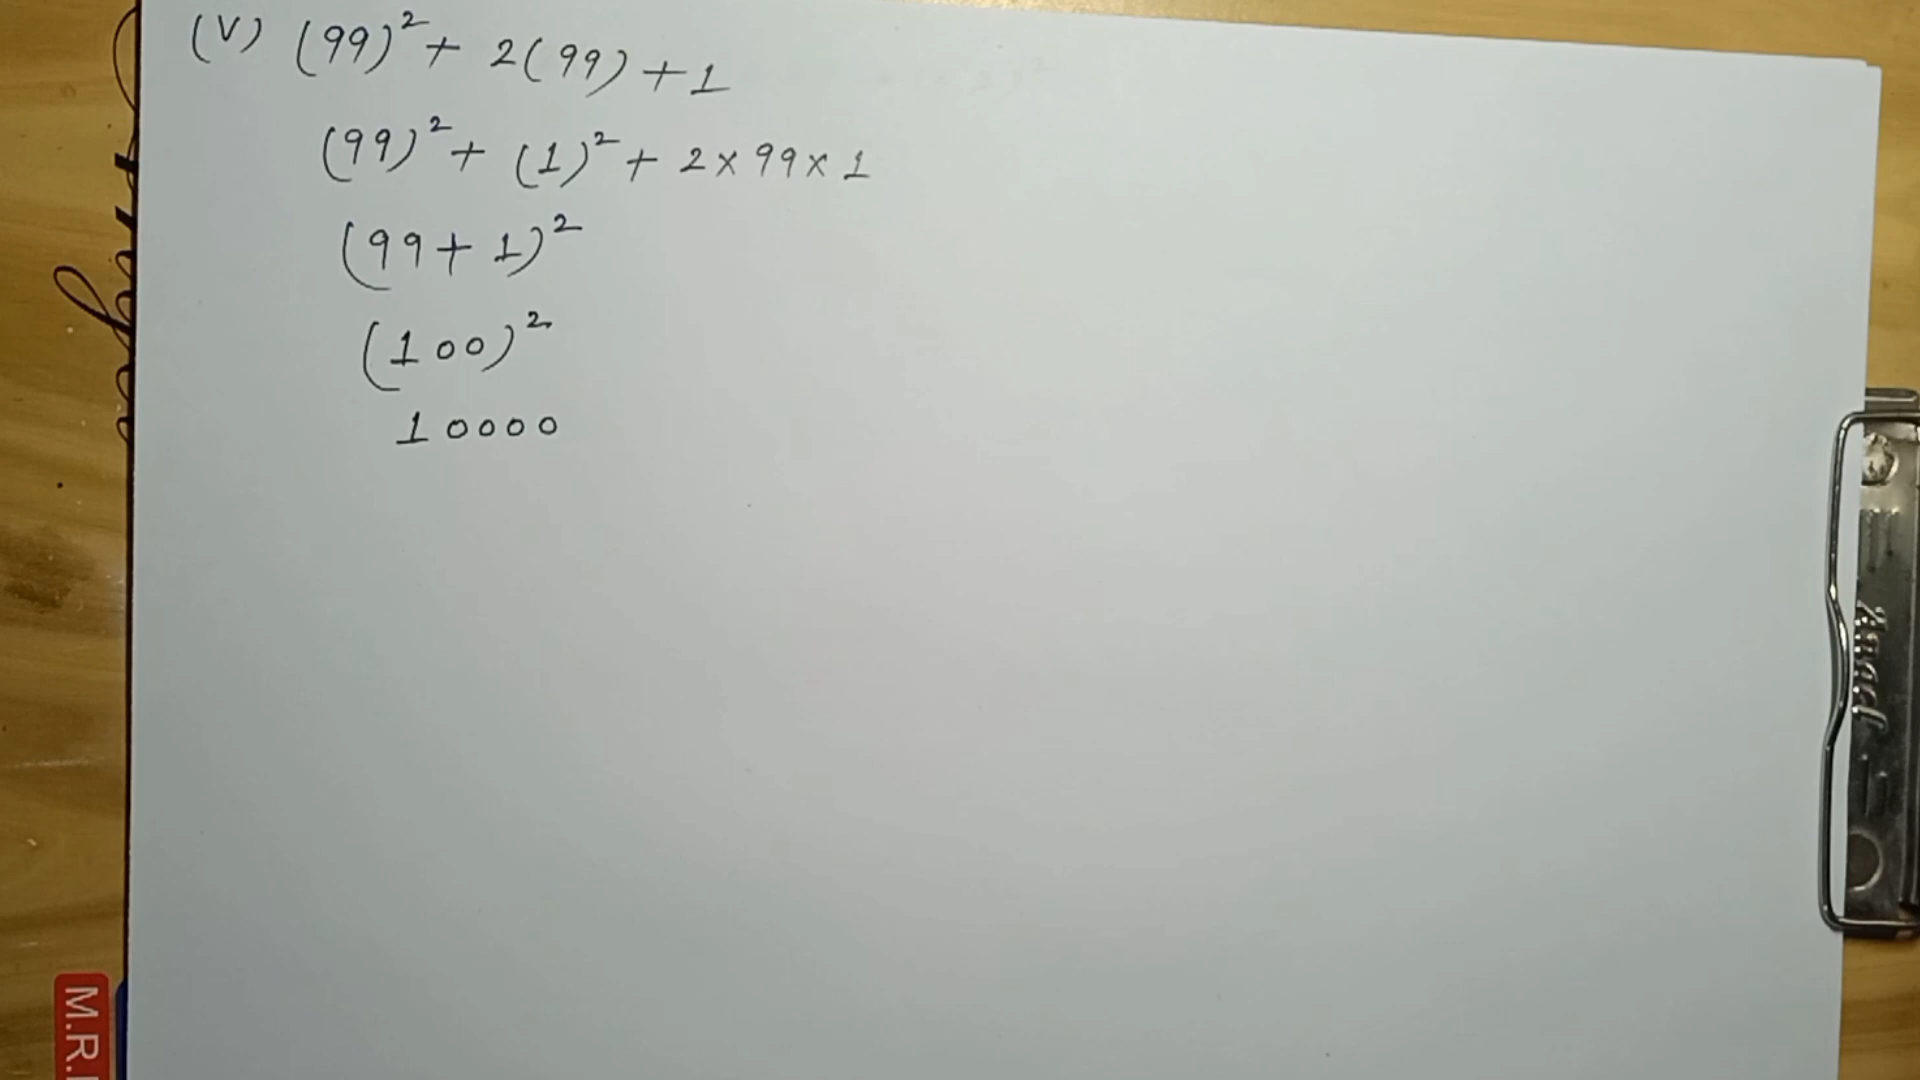 (V) (99)² + 2(99) + 1
(99)² + (1)² + 2 × 99 × 1
(99 + 1)²
(100)²
10000
M.R.